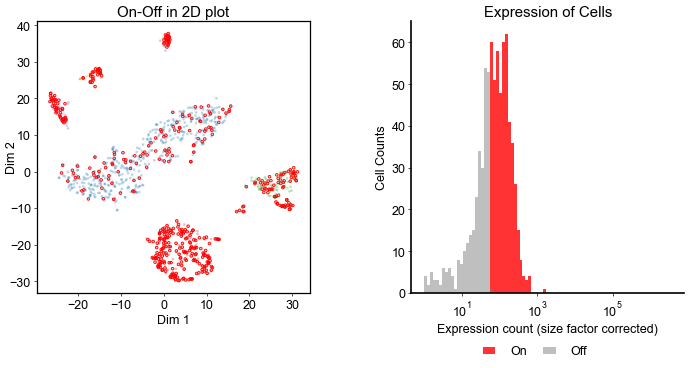 On-Off in 2D plot
Dim 2
40
30
20
10
0
−10
−20
−30
−20 −10 0 10 20 30
Dim 1
Expression of Cells
Cell Counts
60
50
40
30
20
10
0
10^1 10^3 10^5
Expression count (size factor corrected)
On Off